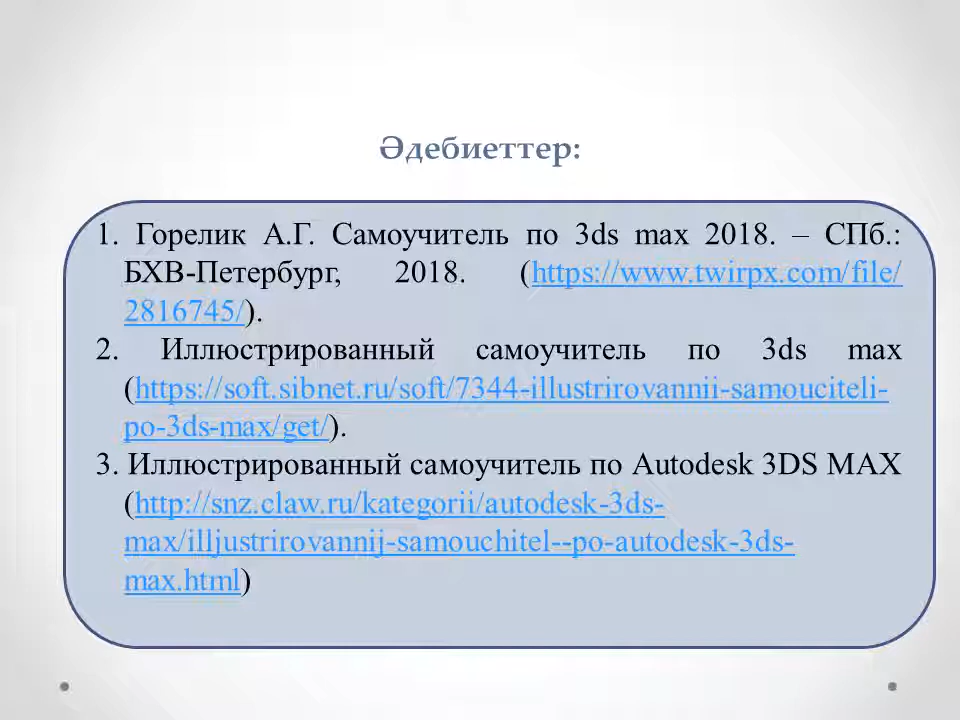 Әдебиеттер:
1. Горелик А.Г. Самоучитель по 3ds max 2018. – СПб.:
БХВ-Петербург, 2018. (https://www.twirpx.com/file/
2816745/).
2. Иллюстрированный самоучитель по 3ds max
(https://soft.sibnet.ru/soft/7344-illustrirovannii-samouciteli-
po-3ds-max/get/).
3. Иллюстрированный самоучитель по Autodesk 3DS MAX
(http://snz.claw.ru/kategorii/autodesk-3ds-
max/illjustrirovannij-samouchitel--po-autodesk-3ds-
max.html)